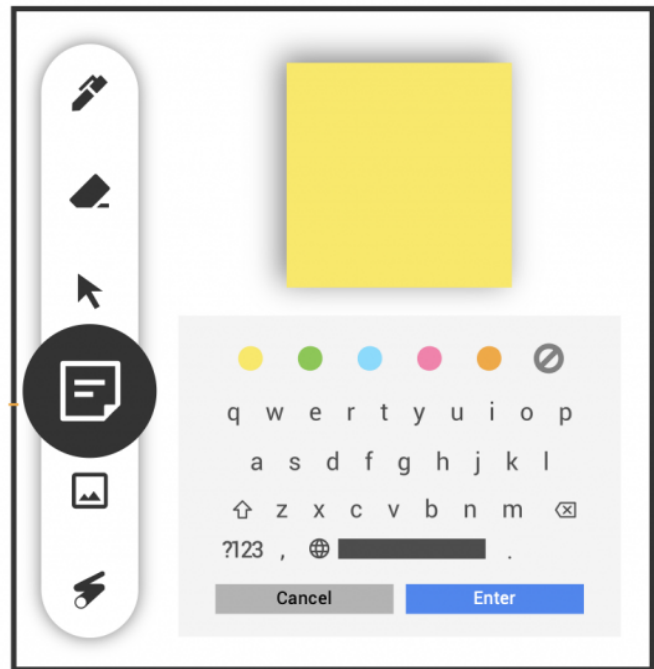 q w e r t y u i o p
a s d f g h j k l
z x c v b n m
?123 , .
Cancel Enter